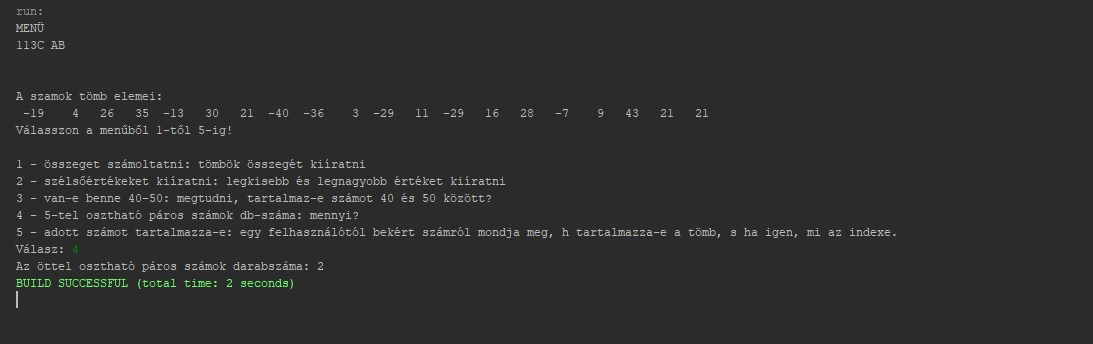 run:
MENÜ
113C AB
A szamok tömb elemei:
-19 4 26 35 -13 30 21 -40 -36 3 -29 11 -29 16 28 -7 9 43 21 21
Válasszon a menüből 1-től 5-ig!
1 - összeget számoltatni: tömbök összegét kiíratni
2 - szélsőértékeket kiíratni: legkisebb és legnagyobb értéket kiíratni
3 - van-e benne 40-50: megtudni, tartalmaz-e számot 40 és 50 között?
4 - 5-tel osztható páros számok db-száma: mennyi?
5 - adott számot tartalmazza-e: egy felhasználótól bekért számról mondja meg, h tartalmazza-e a tömb, s ha igen, mi az indexe.
Válasz: 4
Az öttel osztható páros számok darabszáma: 2
BUILD SUCCESSFUL (total time: 2 seconds)